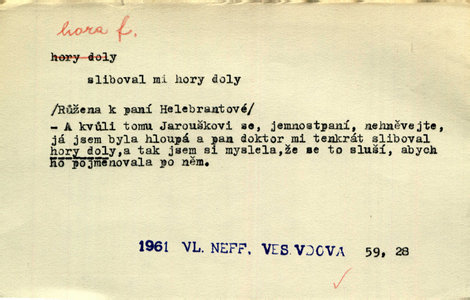 hora f.
hory doly
sliboval mi hory doly
/Růžena k paní Helebrantové/
- A kvůli tomu Jarouškovi se, jemnostpaní, nehněvejte,
já jsem byla hloupá a pan doktor mi tenkrát sliboval
hory doly,a tak jsem si myslela,že se to sluší, abych
ho pojmenovala po něm.
1961 VL. NEFF, VES.VDOVA 59, 28